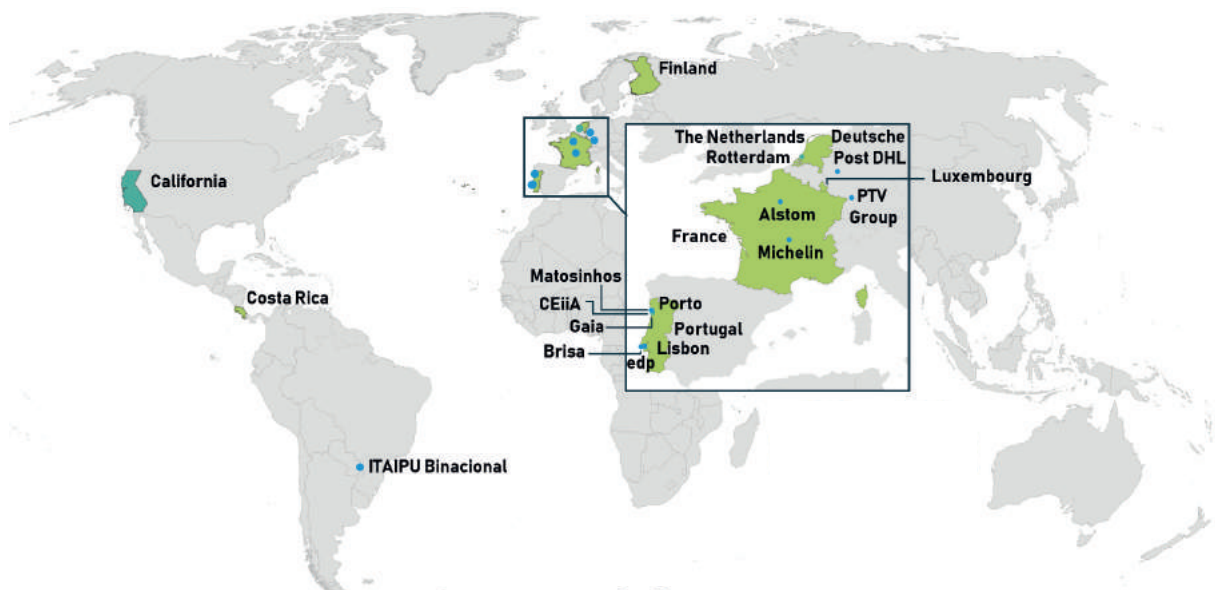 Finland
California
Costa Rica
ITAIPU Binacional
The Netherlands
Rotterdam
Deutsche
Post DHL
Luxembourg
PTV
Group
Alstom
France
Michelin
Matosinhos
CEiiA
Gaia
Brisa
Porto
Portugal
Lisbon
edp